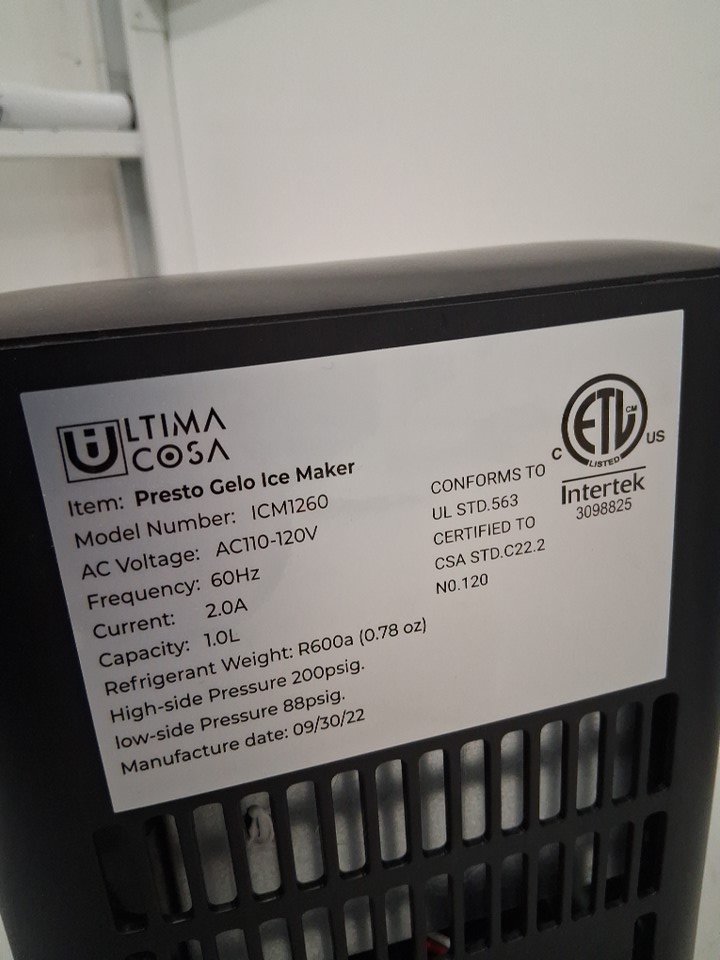 ULTIMA
COSA
Item: Presto Gelo Ice Maker
Model Number: ICM1260
AC Voltage: AC110-120V
Frequency: 60Hz
Current: 2.0A
Capacity: 1.0L
Refrigerant Weight: R600a (0.78 oz)
High-side Pressure 200psig.
low-side Pressure 88psig.
Manufacture date: 09/30/22
CONFORMS TO
UL STD.563
CERTIFIED TO
CSA STD.C22.2
N0.120
ETL CM
LISTED
C US
Intertek
3098825